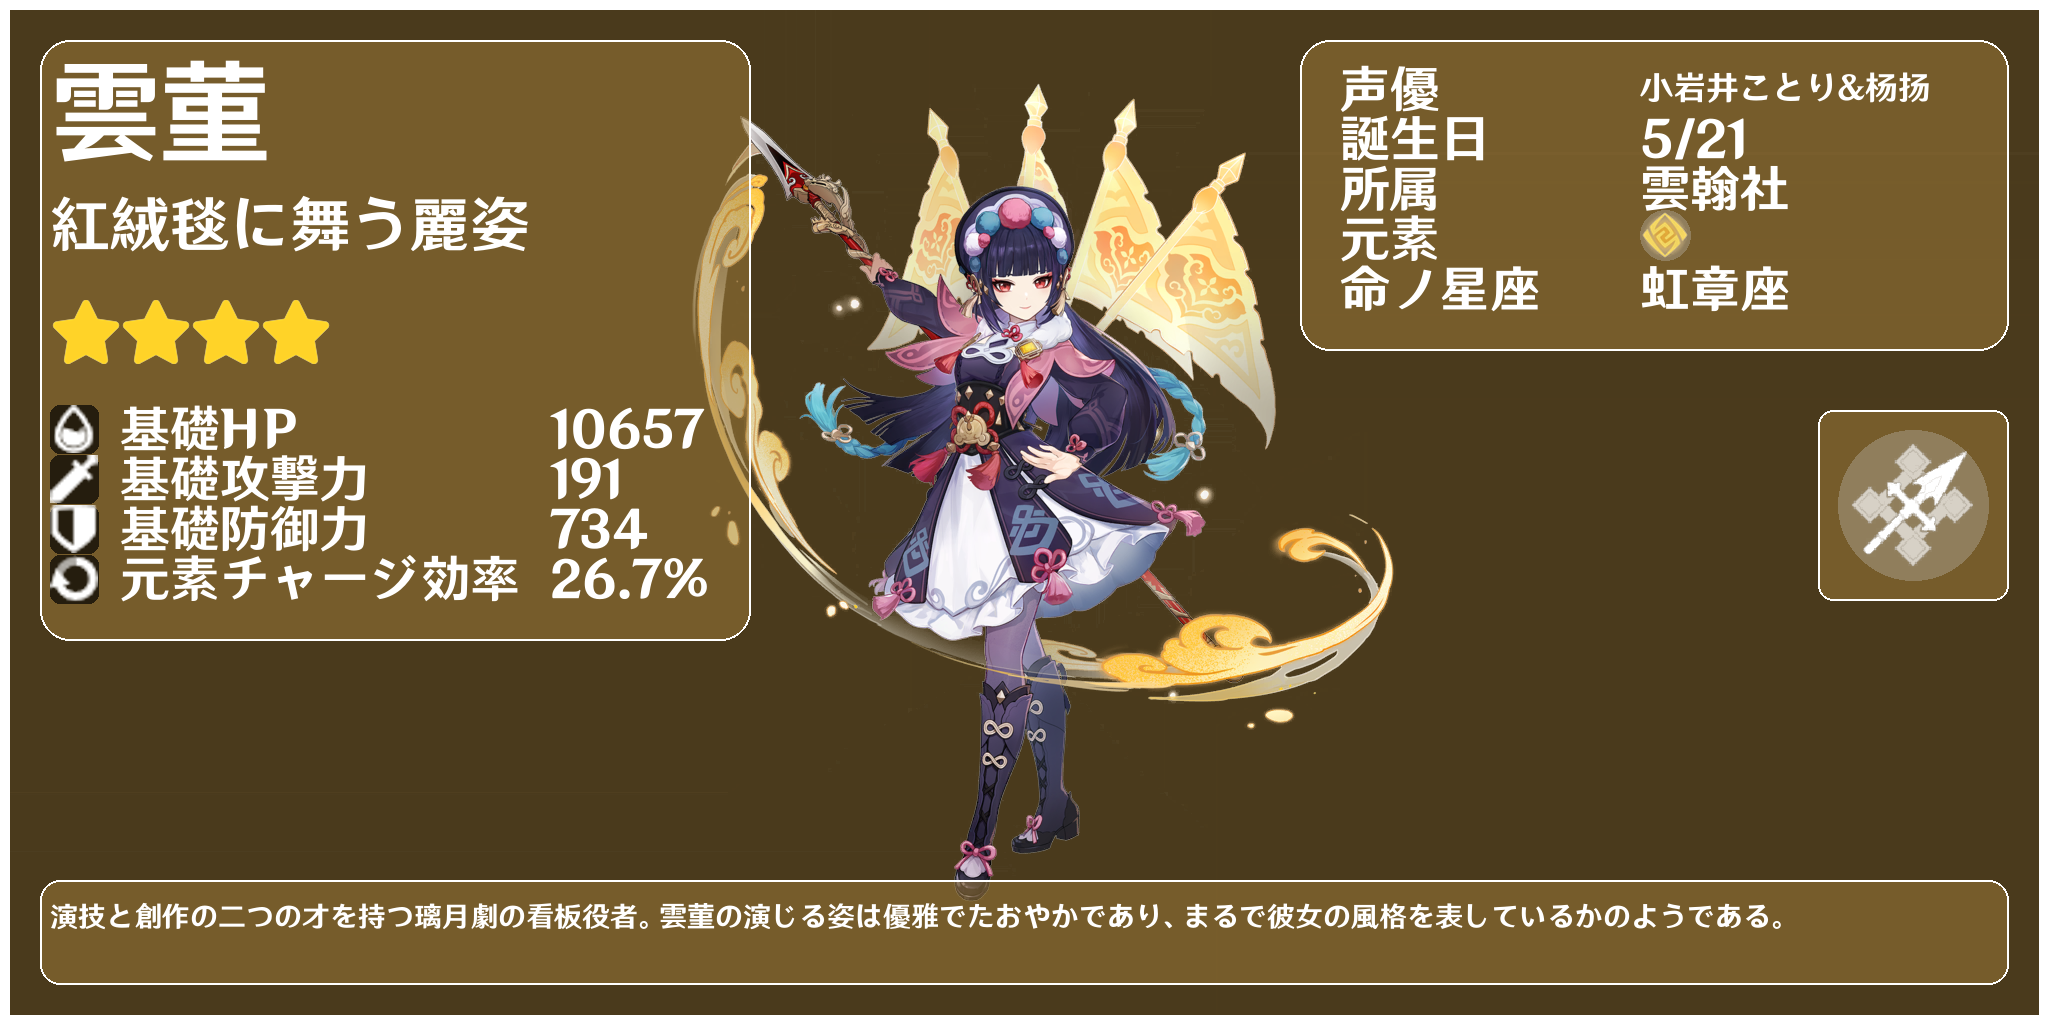 雲菫
紅絨毯に舞う麗姿
基礎HP 10657
基礎攻撃力 191
基礎防御力 734
元素チャージ効率 26.7%
声優 小岩井ことり&杨扬
誕生日 5/21
所属 雲翰社
元素
命ノ星座 虹章座
演技と創作の二つの才を持つ璃月劇の看板役者。雲菫の演じる姿は優雅でたおやかであり、まるで彼女の風格を表しているかのようである。